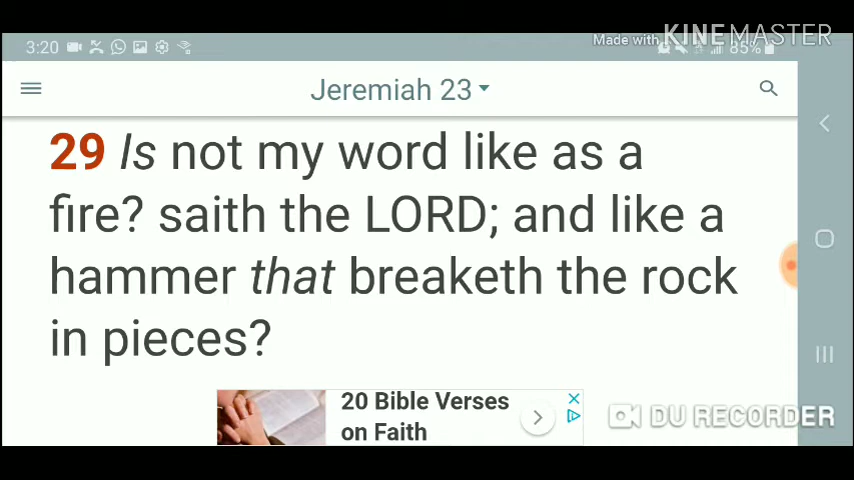 Made with KINEMASTER
3:20 85%
Jeremiah 23
29 Is not my word like as a
fire? saith the LORD; and like a
hammer that breaketh the rock
in pieces?
20 Bible Verses
on Faith
DU RECORDER